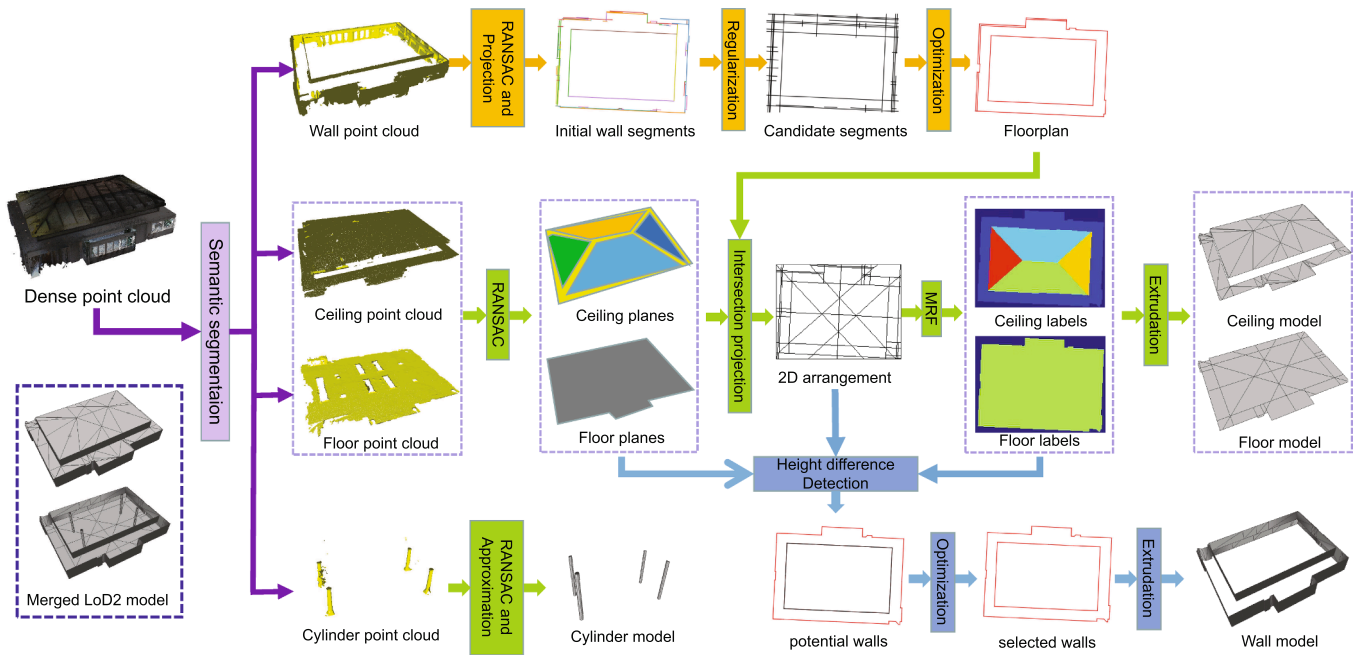 RANSAC and
Projection
Regularization
Optimization
Wall point cloud
Initial wall segments
Candidate segments
Floorplan
Dense point cloud
Semantic segmentaion
Ceiling point cloud
RANSAC
Ceiling planes
Intersection projection
2D arrangement
MRF
Ceiling labels
Extrudation
Ceiling model
Floor point cloud
Floor planes
Floor labels
Floor model
Height difference
Detection
Merged LoD2 model
Cylinder point cloud
RANSAC and
Approximation
Cylinder model
potential walls
Optimization
selected walls
Extrudation
Wall model